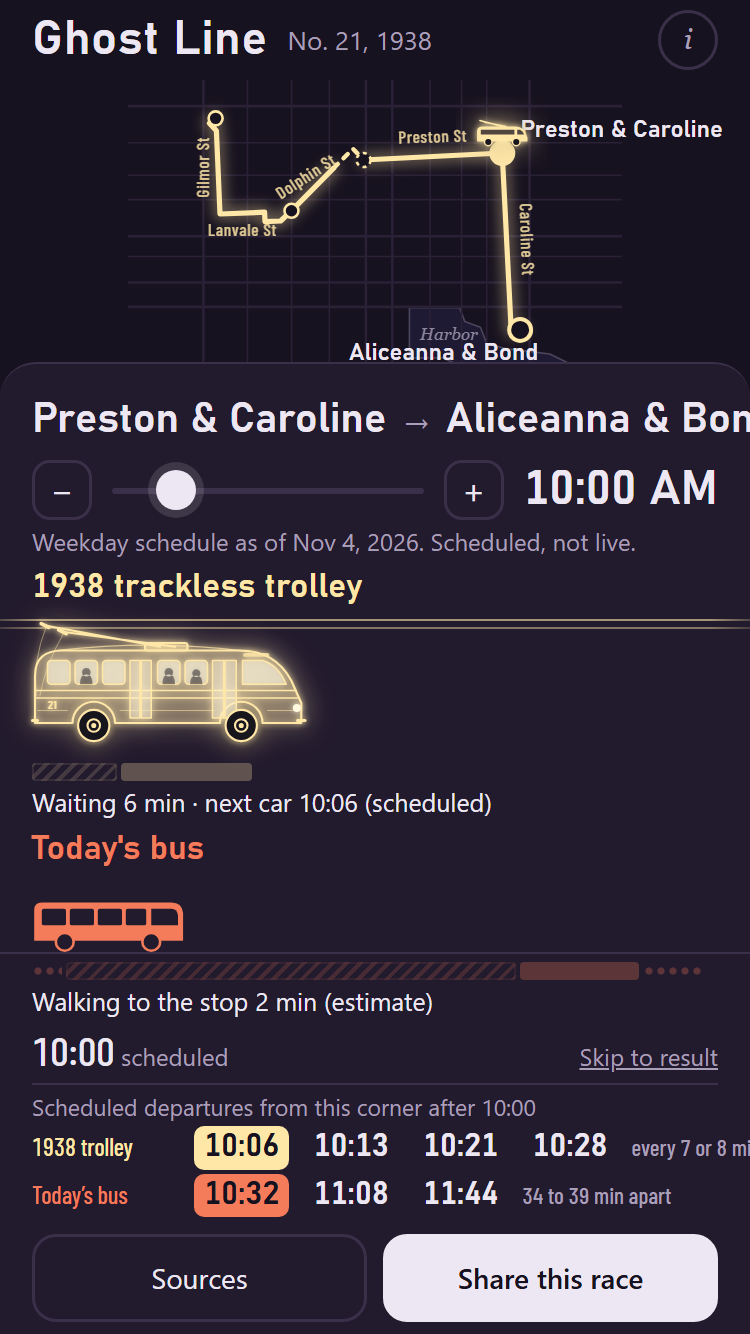 Ghost Line No. 21, 1938 i
Preston & Caroline
Preston St
Gilmor St
Dolphin St
Lanvale St
Caroline St
Harbor
Aliceanna & Bond
Preston & Caroline → Aliceanna & Bon
− + 10:00 AM
Weekday schedule as of Nov 4, 2026. Scheduled, not live.
1938 trackless trolley
21
Waiting 6 min · next car 10:06 (scheduled)
Today's bus
Walking to the stop 2 min (estimate)
10:00 scheduled Skip to result
Scheduled departures from this corner after 10:00
1938 trolley 10:06 10:13 10:21 10:28 every 7 or 8 mi
Today’s bus 10:32 11:08 11:44 34 to 39 min apart
Sources Share this race